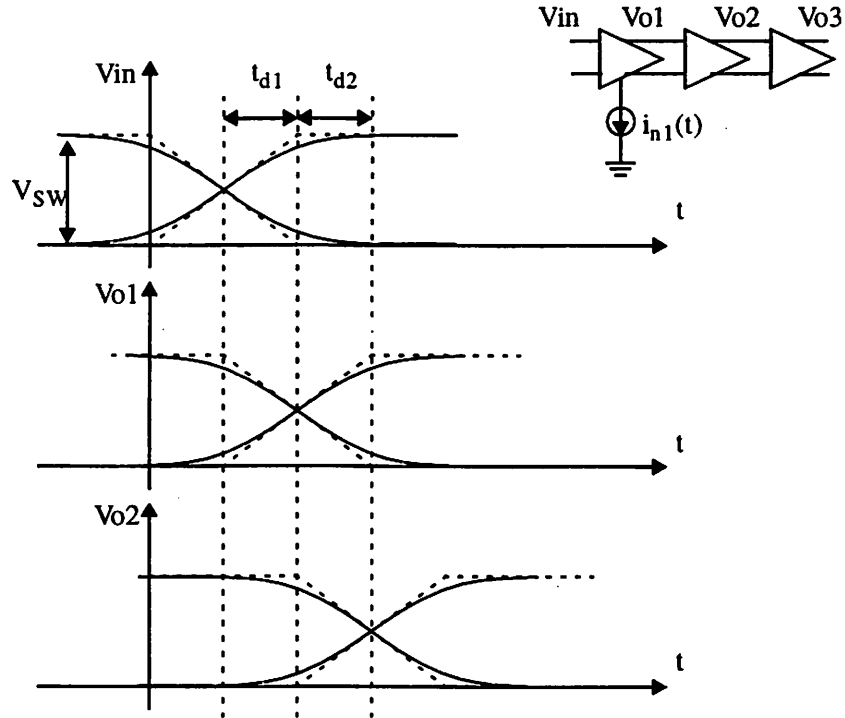 Vin Vo1 Vo2 Vo3
i_n1(t)
Vin
t_d1 t_d2
V_SW
t
Vo1
t
Vo2
t